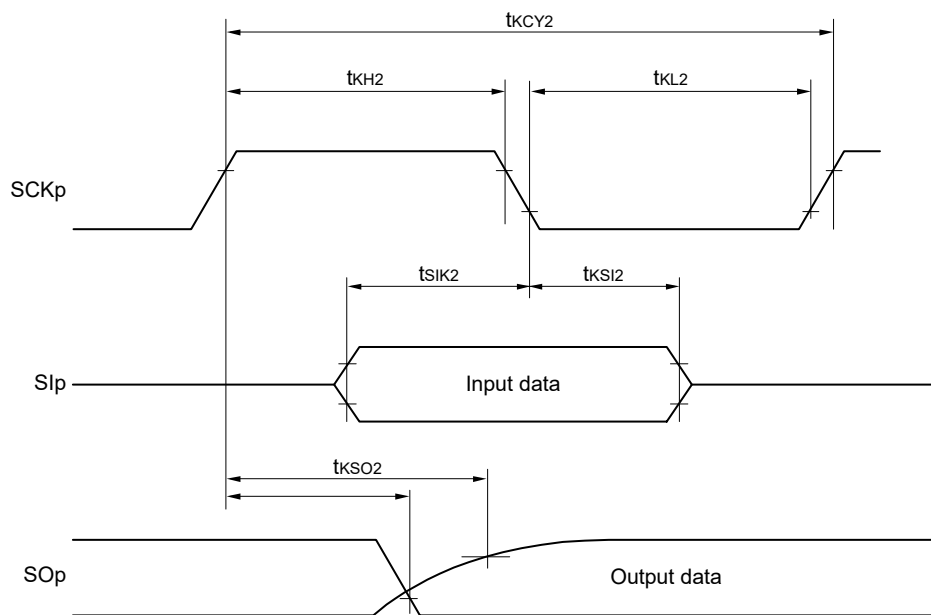 tKCY2
tKH2
tKL2
SCKp
tSIK2
tKSI2
SIp
Input data
tKSO2
SOp
Output data